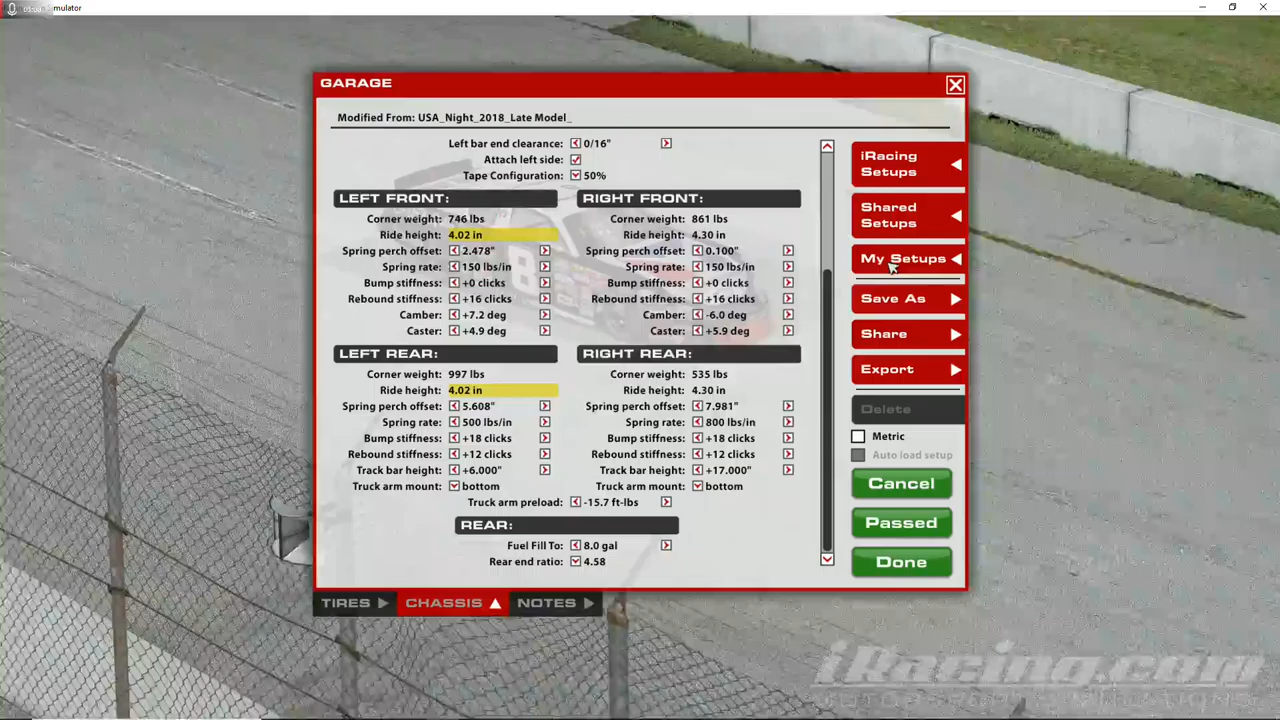 mulator
GARAGE
Modified From: USA_Night_2018_Late Model_
Left bar end clearance: 0/16"
Attach left side:
Tape Configuration: 50%
LEFT FRONT:
Corner weight: 746 lbs
Ride height: 4.02 in
Spring perch offset: 2.478"
Spring rate: 150 lbs/in
Bump stiffness: +0 clicks
Rebound stiffness: +16 clicks
Camber: +7.2 deg
Caster: +4.9 deg
RIGHT FRONT:
Corner weight: 861 lbs
Ride height: 4.30 in
Spring perch offset: 0.100"
Spring rate: 150 lbs/in
Bump stiffness: +0 clicks
Rebound stiffness: +16 clicks
Camber: -6.0 deg
Caster: +5.9 deg
LEFT REAR:
Corner weight: 997 lbs
Ride height: 4.02 in
Spring perch offset: 5.608"
Spring rate: 500 lbs/in
Bump stiffness: +18 clicks
Rebound stiffness: +12 clicks
Track bar height: +6.000"
Truck arm mount: bottom
RIGHT REAR:
Corner weight: 535 lbs
Ride height: 4.30 in
Spring perch offset: 7.981"
Spring rate: 800 lbs/in
Bump stiffness: +18 clicks
Rebound stiffness: +12 clicks
Track bar height: +17.000"
Truck arm mount: bottom
Truck arm preload: -15.7 ft-lbs
REAR:
Fuel Fill To: 8.0 gal
Rear end ratio: 4.58
iRacing
Setups
Shared
Setups
My Setups
Save As
Share
Export
Delete
Metric
Auto load setup
Cancel
Passed
Done
TIRES
CHASSIS
NOTES
iRacing.com